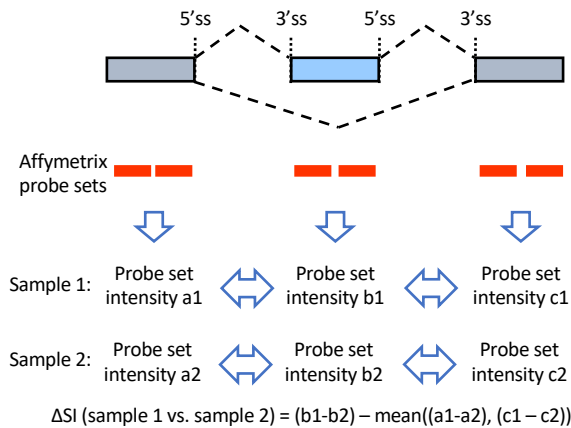 5’ss 3’ss 5’ss 3’ss
Affymetrix
probe sets
Sample 1: Probe set Probe set Probe set
intensity a1 intensity b1 intensity c1
Sample 2: Probe set Probe set Probe set
intensity a2 intensity b2 intensity c2
ΔSI (sample 1 vs. sample 2) = (b1-b2) – mean((a1-a2), (c1 – c2))